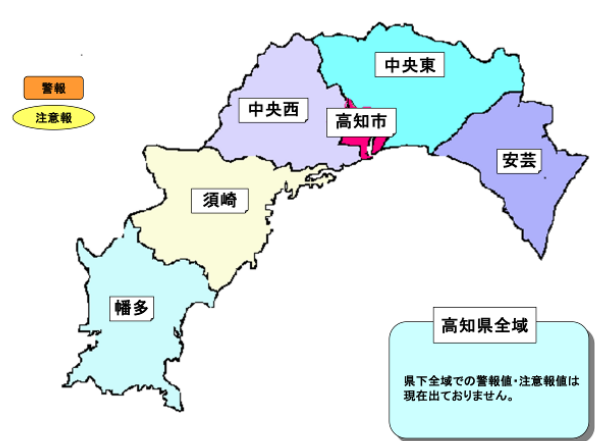 警報
注意報
中央東
中央西
高知市
安芸
須崎
幡多
高知県全域
県下全域での警報値・注意報値は
現在出ておりません。